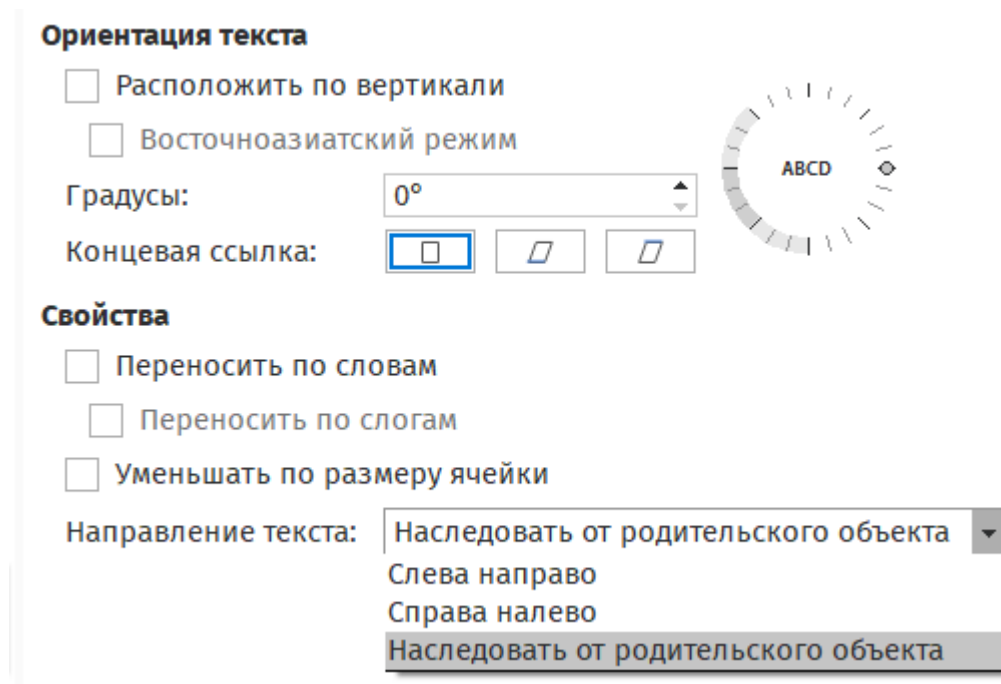 Ориентация текста
Расположить по вертикали
Восточноазиатский режим
ABCD
Градусы: 0°
Концевая ссылка:
Свойства
Переносить по словам
Переносить по слогам
Уменьшать по размеру ячейки
Направление текста: Наследовать от родительского объекта
Слева направо
Справа налево
Наследовать от родительского объекта